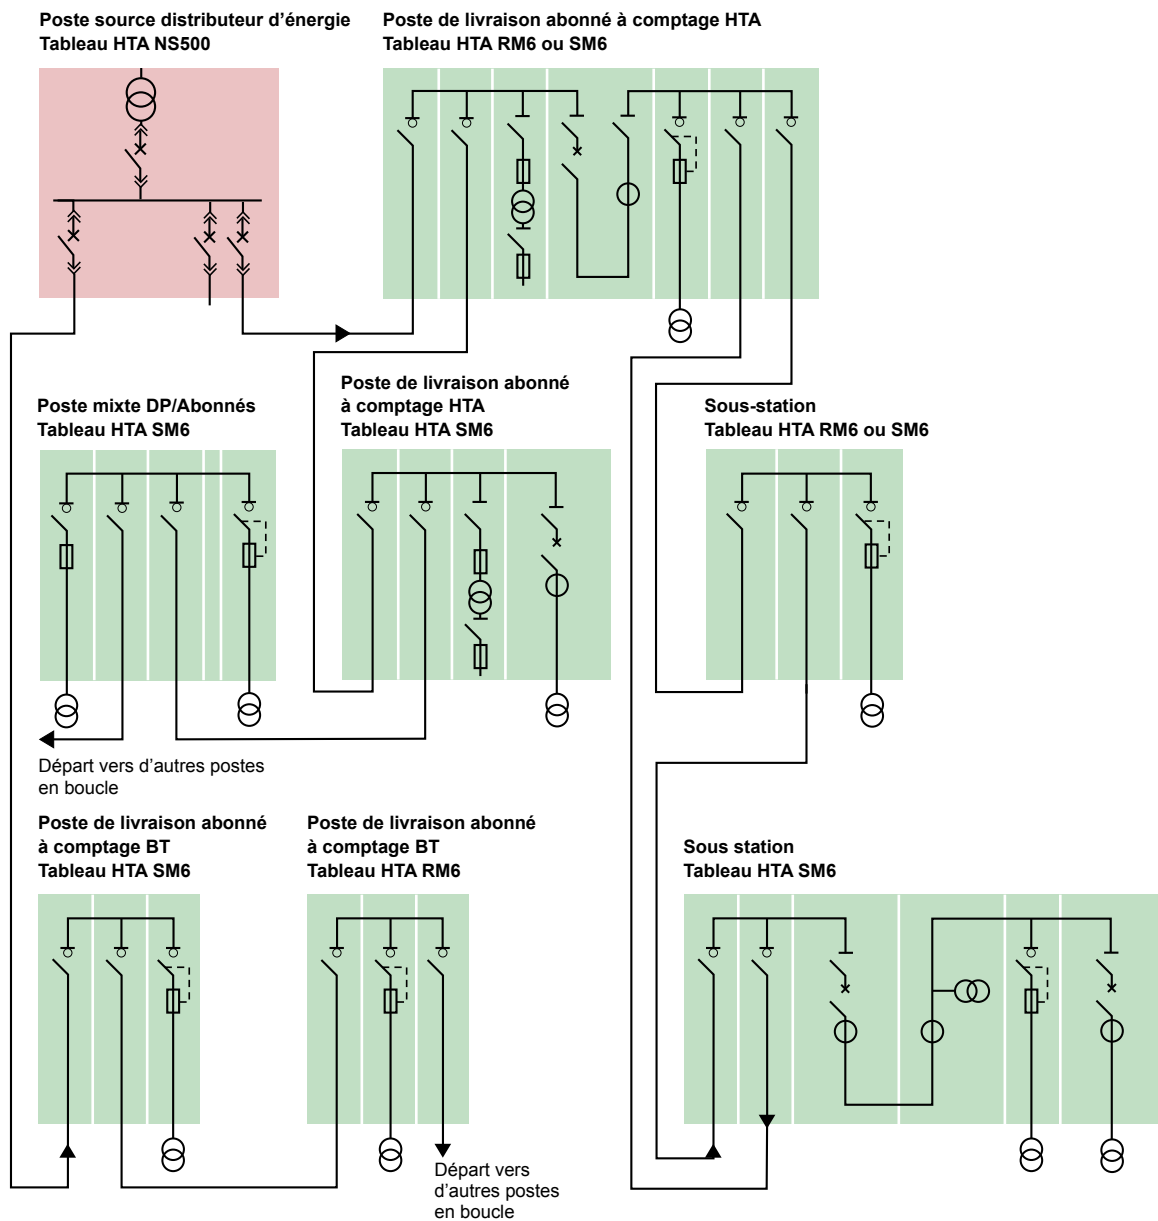 Poste source distributeur d'énergie
Tableau HTA NS500
Poste de livraison abonné à comptage HTA
Tableau HTA RM6 ou SM6
Poste mixte DP/Abonnés
Tableau HTA SM6
Poste de livraison abonné
à comptage HTA
Tableau HTA SM6
Sous-station
Tableau HTA RM6 ou SM6
Départ vers d'autres postes
en boucle
Poste de livraison abonné
à comptage BT
Tableau HTA SM6
Poste de livraison abonné
à comptage BT
Tableau HTA RM6
Sous station
Tableau HTA SM6
Départ vers
d'autres postes
en boucle